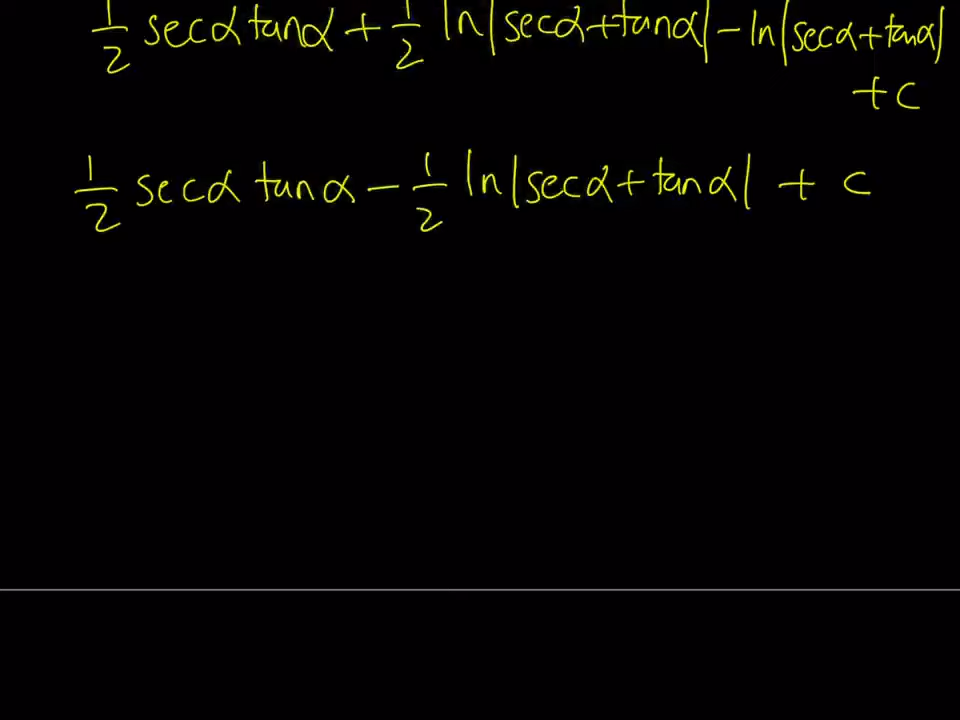 ½ secα tanα + ½ ln|secα+tanα| − ln|secα+tanα|
+c
½ secα tanα − ½ ln|secα+tanα| + c